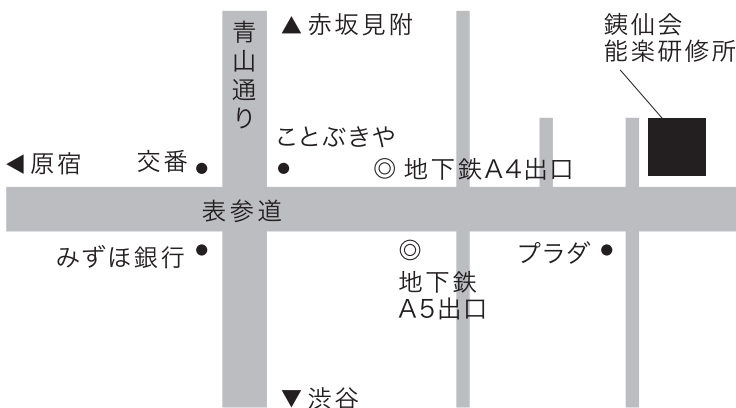 ▲赤坂見附
銕仙会
能楽研修所
青山通り
ことぶきや
◀原宿
交番
◎地下鉄A4出口
表参道
みずほ銀行
◎
地下鉄
A5出口
プラダ
▼渋谷